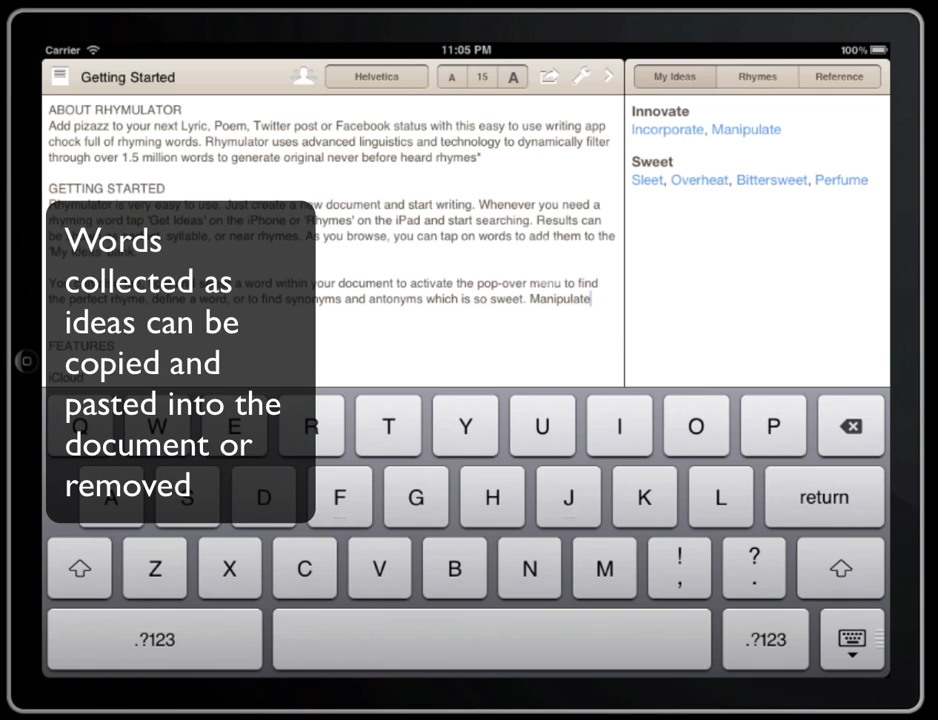 Carrier
11:05 PM
100%
Getting Started
Helvetica
A 15 A
My Ideas Rhymes Reference
ABOUT RHYMULATOR
Add pizazz to your next Lyric, Poem, Twitter post or Facebook status with this easy to use writing app
chock full of rhyming words. Rhymulator uses advanced linguistics and technology to dynamically filter
through over 1.5 million words to generate original never before heard rhymes*
GETTING STARTED
Rhymulator is very easy to use. Just create a new document and start writing. Whenever you need a
rhyming word tap 'Get Ideas' on the iPhone or 'Rhymes' on the iPad and start searching. Results can
be syllable, or near rhymes. As you browse, you can tap on words to add them to the
'My Ideas' bank.
a word within your document to activate the pop-over menu to find
the perfect rhyme, define a word, or to find synonyms and antonyms which is so sweet. Manipulate
FEATURES
iCloud
Innovate
Incorporate, Manipulate
Sweet
Sleet, Overheat, Bittersweet, Perfume
Words
collected as
ideas can be
copied and
pasted into the
document or
removed
Q W E R T Y U I O P
A S D F G H J K L return
Z X C V B N M ! , ? .
.?123 .?123